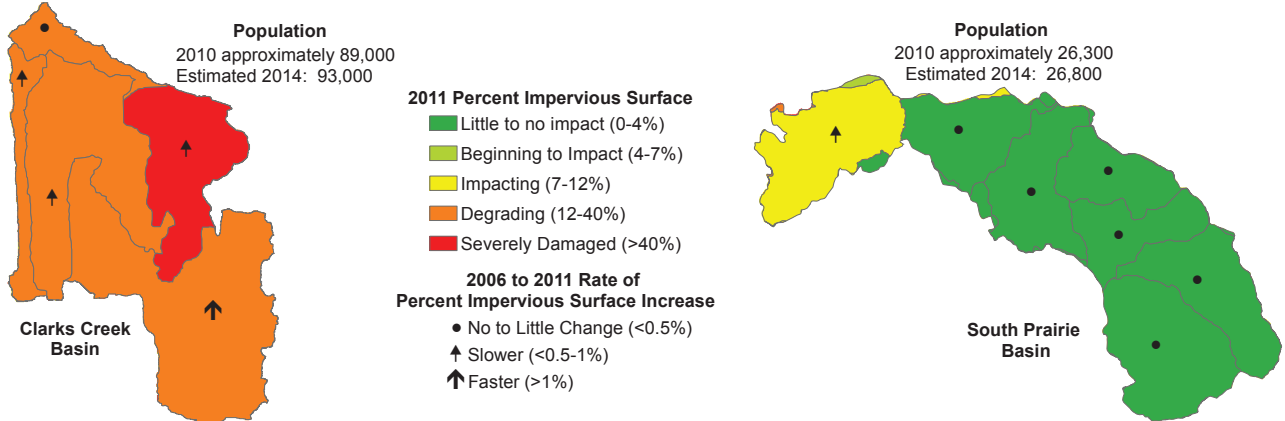 Population
2010 approximately 89,000
Estimated 2014: 93,000
Clarks Creek
Basin
2011 Percent Impervious Surface
Little to no impact (0-4%)
Beginning to Impact (4-7%)
Impacting (7-12%)
Degrading (12-40%)
Severely Damaged (>40%)
2006 to 2011 Rate of
Percent Impervious Surface Increase
No to Little Change (<0.5%)
Slower (<0.5-1%)
Faster (>1%)
Population
2010 approximately 26,300
Estimated 2014: 26,800
South Prairie
Basin